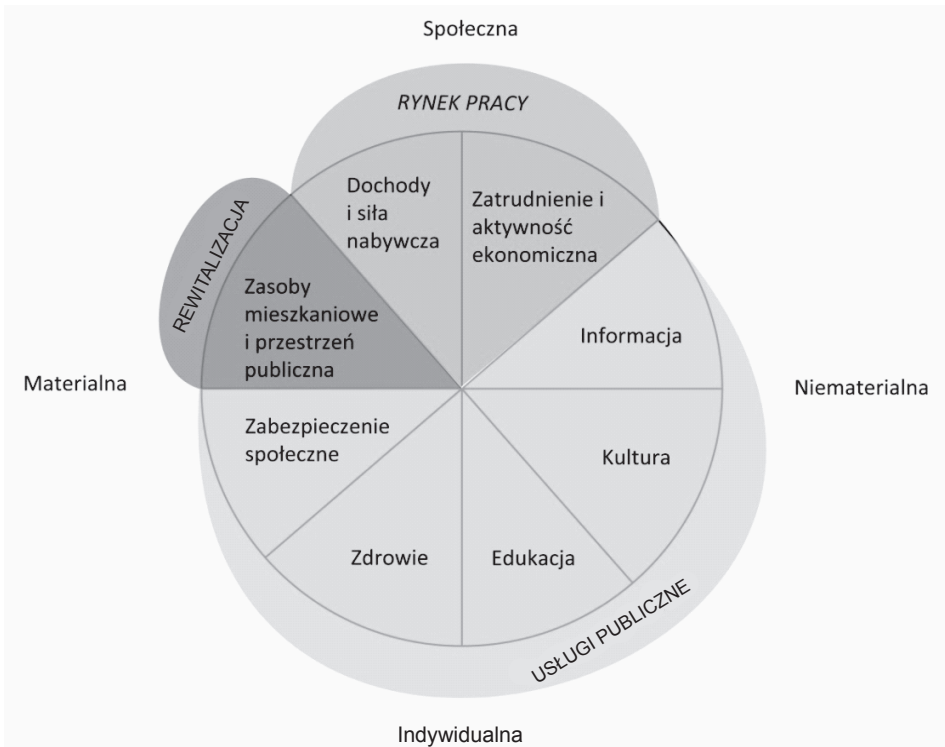 Społeczna
RYNEK PRACY
Dochody
i siła
nabywcza
Zatrudnienie i
aktywność
ekonomiczna
REWITALIZACJA
Zasoby
mieszkaniowe
i przestrzeń
publiczna
Informacja
Materialna
Niematerialna
Zabezpieczenie
społeczne
Kultura
Zdrowie
Edukacja
USŁUGI PUBLICZNE
Indywidualna